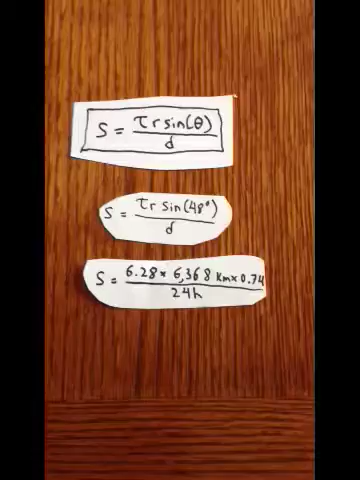 S = τ r sin(θ) / d
S = τ r sin(48°) / d
S = 6.28 × 6,368 km × 0.74 / 24h